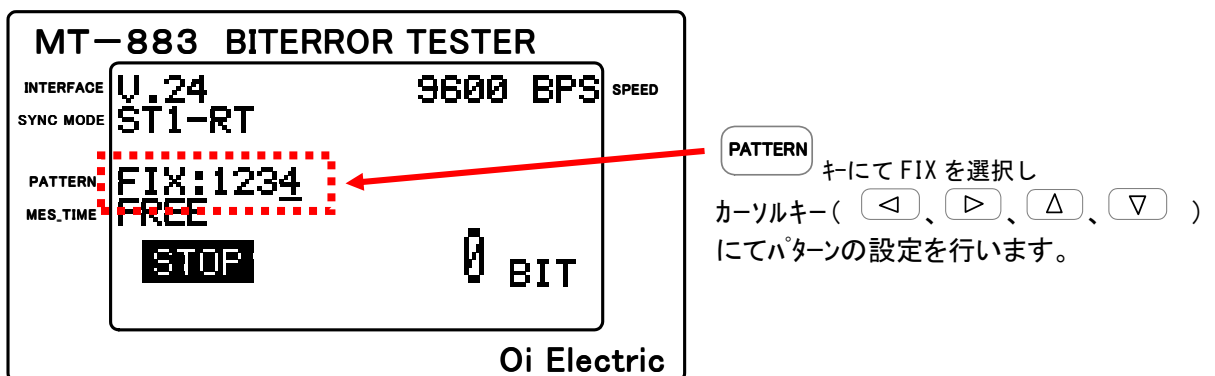 MT－883 BITERROR TESTER
INTERFACE V.24 9600 BPS SPEED
SYNC MODE ST1-RT
PATTERN FIX:1234
MES_TIME FREE
STOP 0 BIT
Oi Electric
PATTERN ｷｰにて FIX を選択し
ｶｰｿﾙｷｰ( ◁、▷、△、▽ )
にてﾊﾟﾀｰﾝの設定を行います。